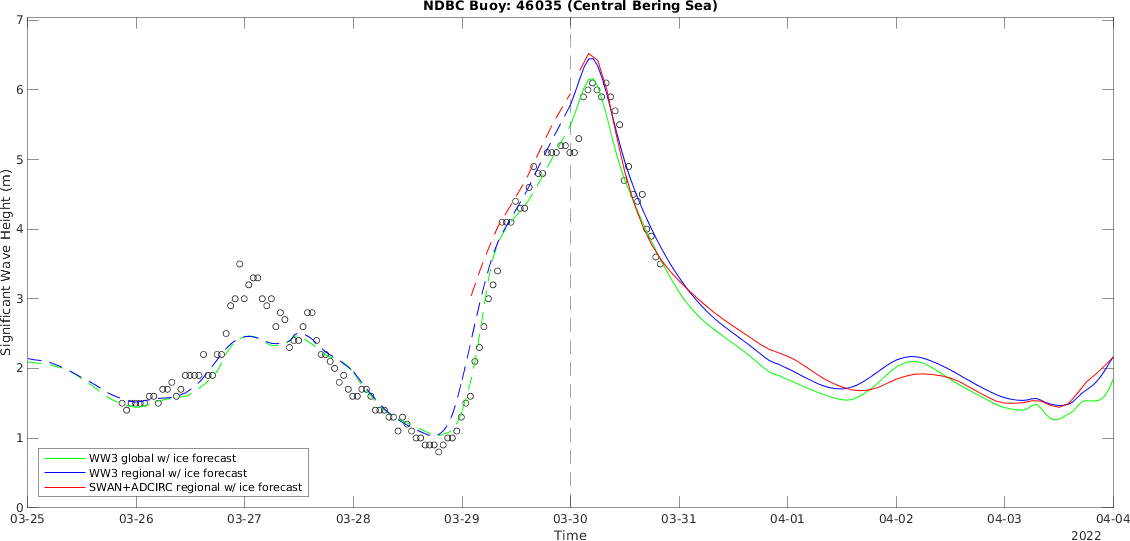 NDBC Buoy: 46035 (Central Bering Sea)
7
6
5
4
3
2
1
0
Significant Wave Height (m)
WW3 global w/ ice forecast
WW3 regional w/ ice forecast
SWAN+ADCIRC regional w/ ice forecast
03-25 03-26 03-27 03-28 03-29 03-30 03-31 04-01 04-02 04-03 04-04
Time
2022